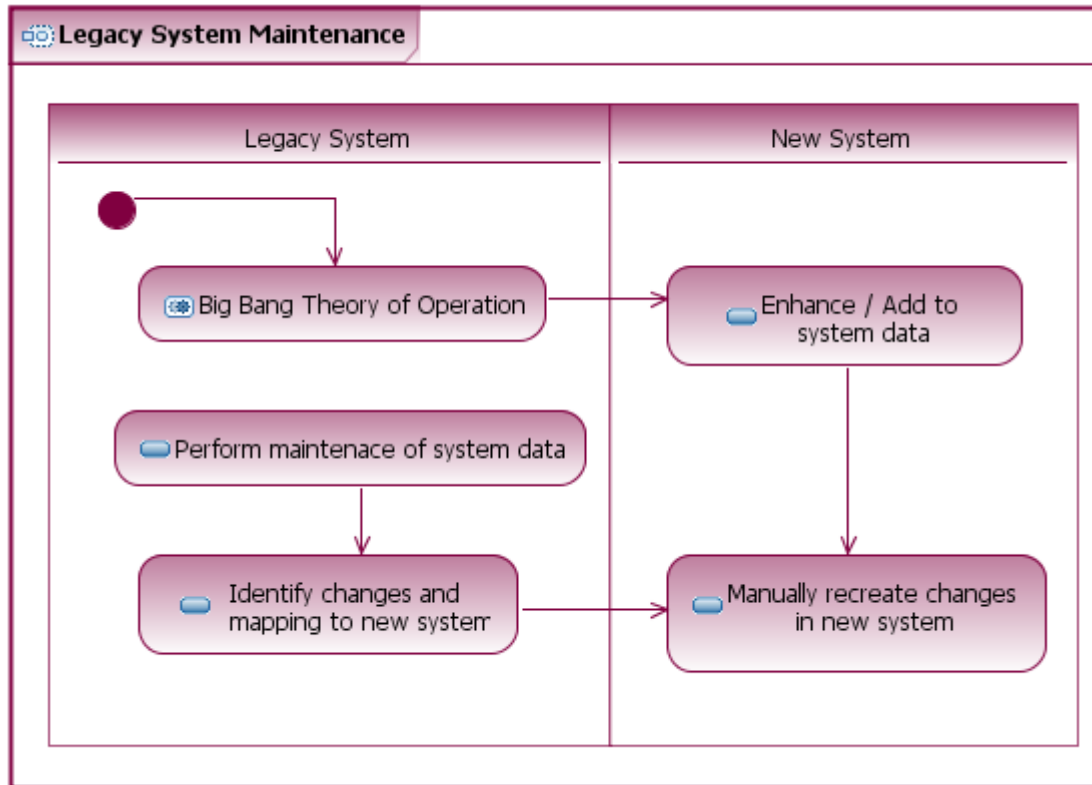 Legacy System Maintenance
Legacy System
New System
Big Bang Theory of Operation
Enhance / Add to
system data
Perform maintenace of system data
Identify changes and
mapping to new system
Manually recreate changes
in new system